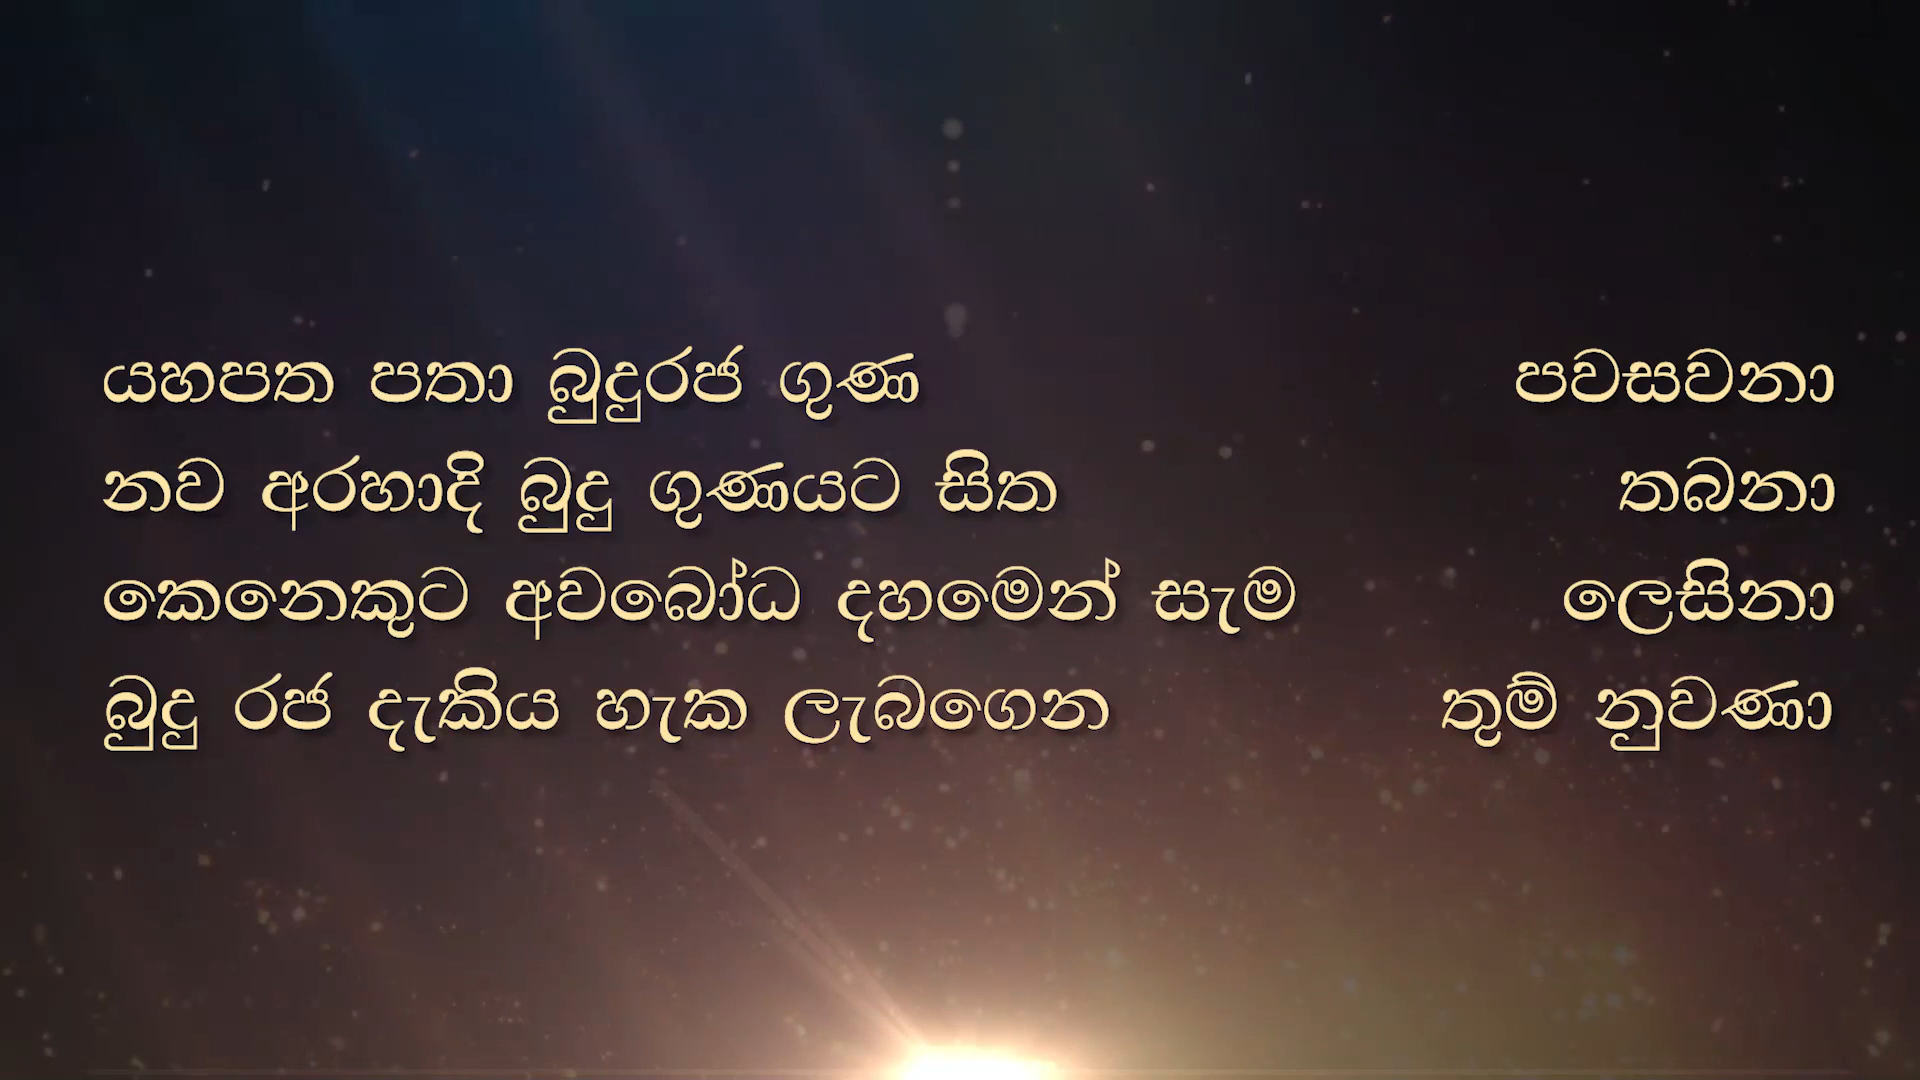 යහපත පතා බුදුරජ ගුණ පවසවනා
නව අරහාදි බුදු ගුණයට සිත තබනා
කෙනෙකුට අවබෝධ දහමෙන් සැම ලෙසිනා
බුදු රජ දැකිය හැක ලැබගෙන තුම් නුවණා